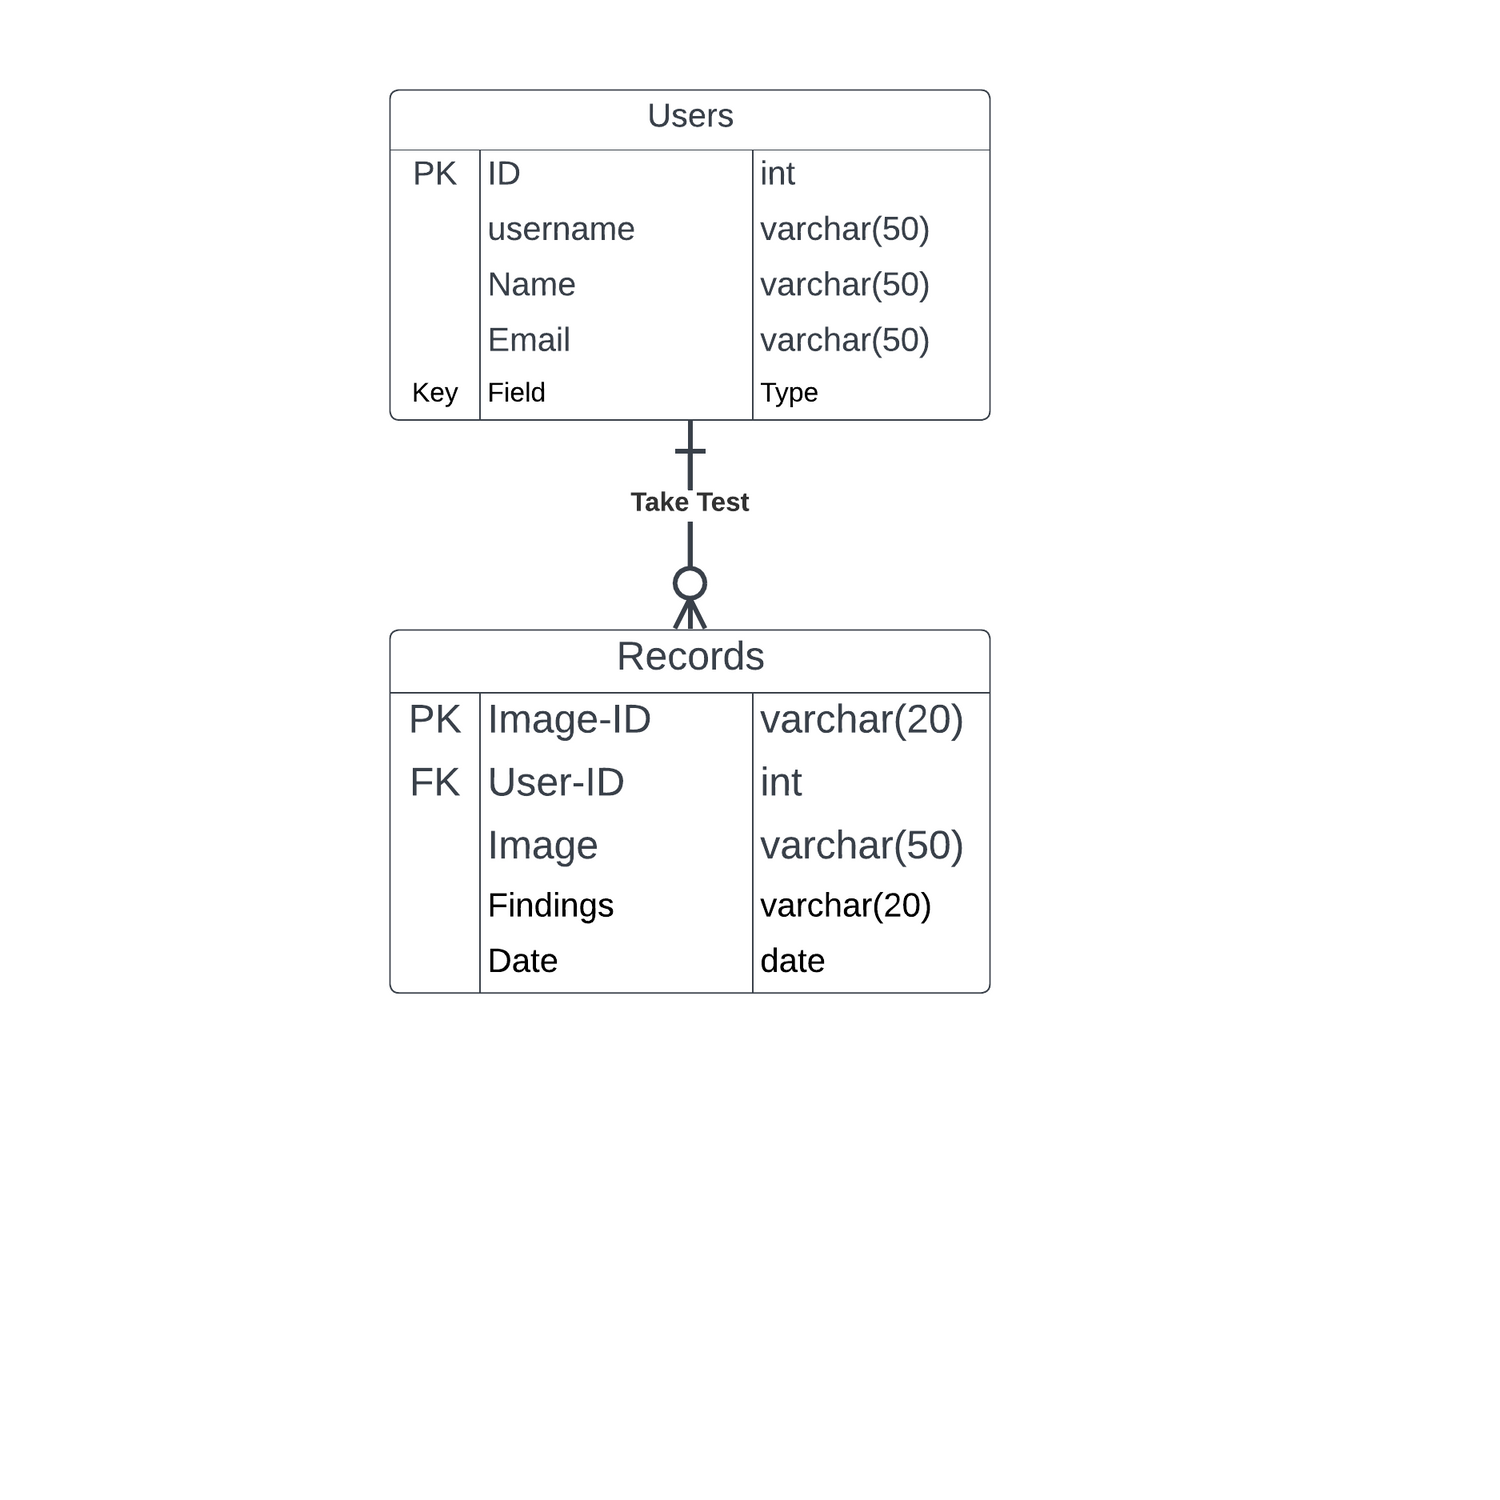 Users
PK ID int
username varchar(50)
Name varchar(50)
Email varchar(50)
Key Field Type
Take Test
Records
PK Image-ID varchar(20)
FK User-ID int
Image varchar(50)
Findings varchar(20)
Date date